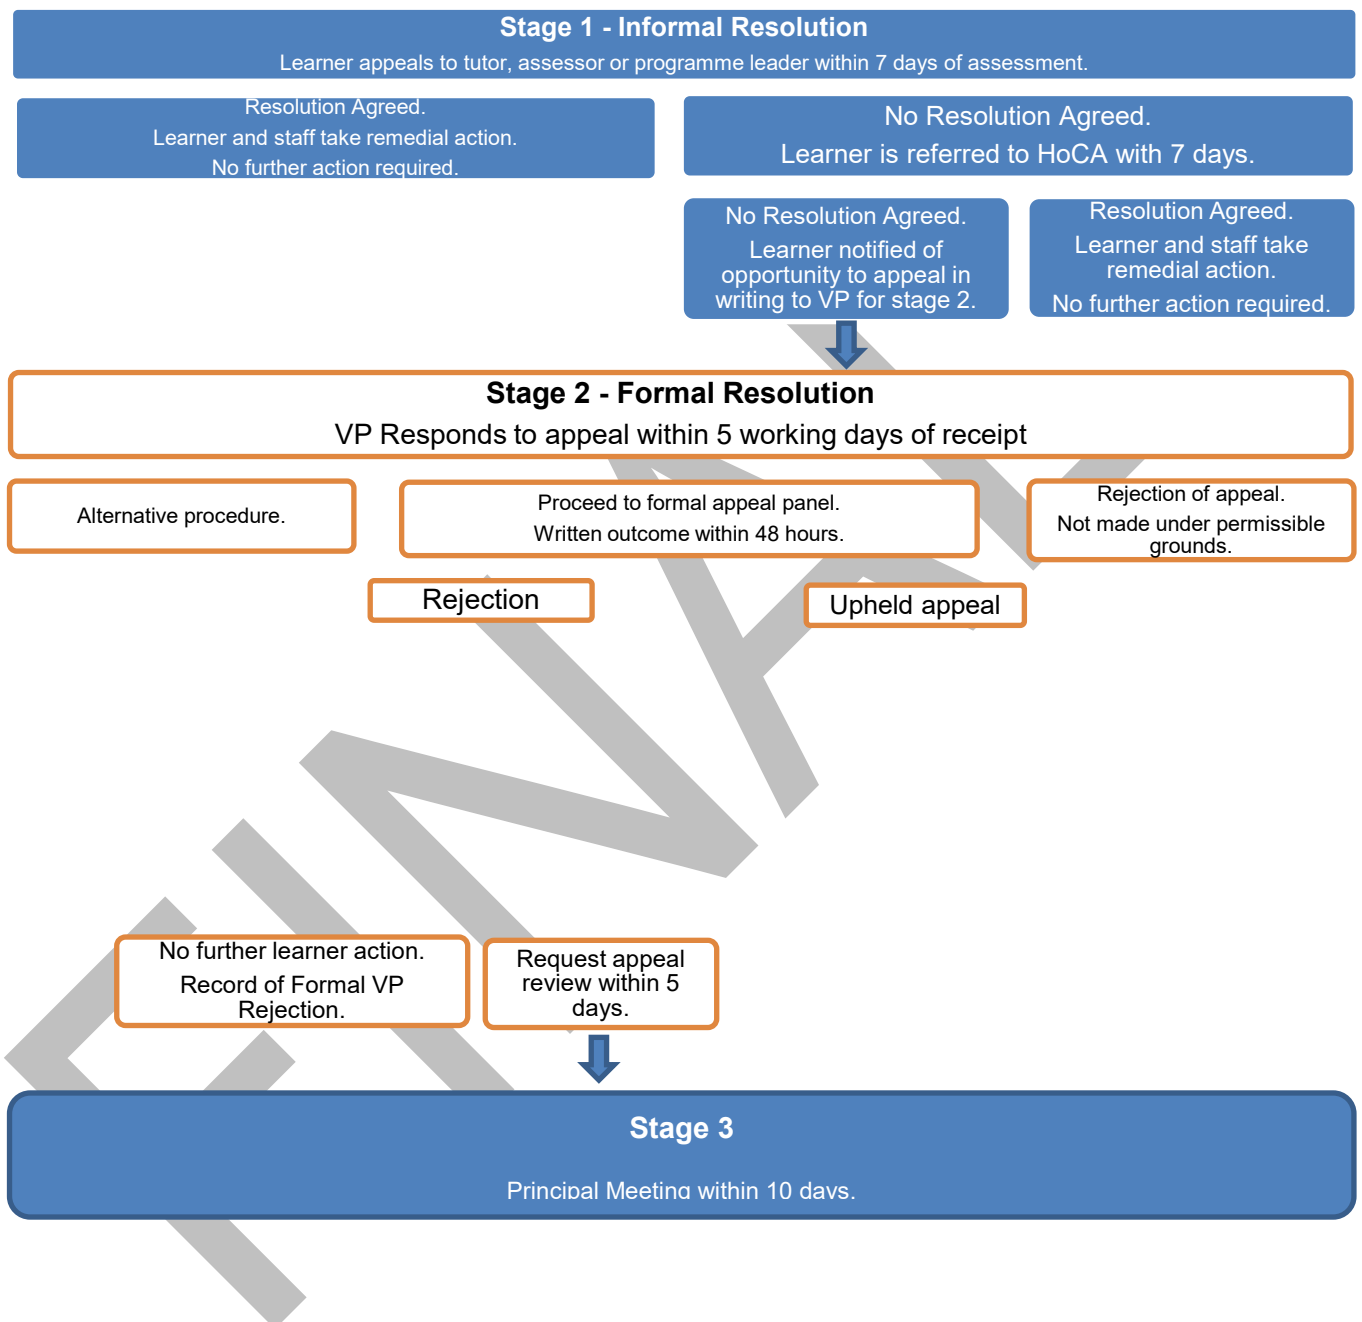 Stage 1 - Informal Resolution
Learner appeals to tutor, assessor or programme leader within 7 days of assessment.
Resolution Agreed.
Learner and staff take remedial action.
No further action required.
No Resolution Agreed.
Learner is referred to HoCA with 7 days.
No Resolution Agreed.
Learner notified of
opportunity to appeal in
writing to VP for stage 2.
Resolution Agreed.
Learner and staff take
remedial action.
No further action required.
Stage 2 - Formal Resolution
VP Responds to appeal within 5 working days of receipt
Alternative procedure.
Proceed to formal appeal panel.
Written outcome within 48 hours.
Rejection of appeal.
Not made under permissible
grounds.
Rejection
Upheld appeal
No further learner action.
Record of Formal VP
Rejection.
Request appeal
review within 5
days.
Stage 3
Principal Meeting within 10 days.
FINAL